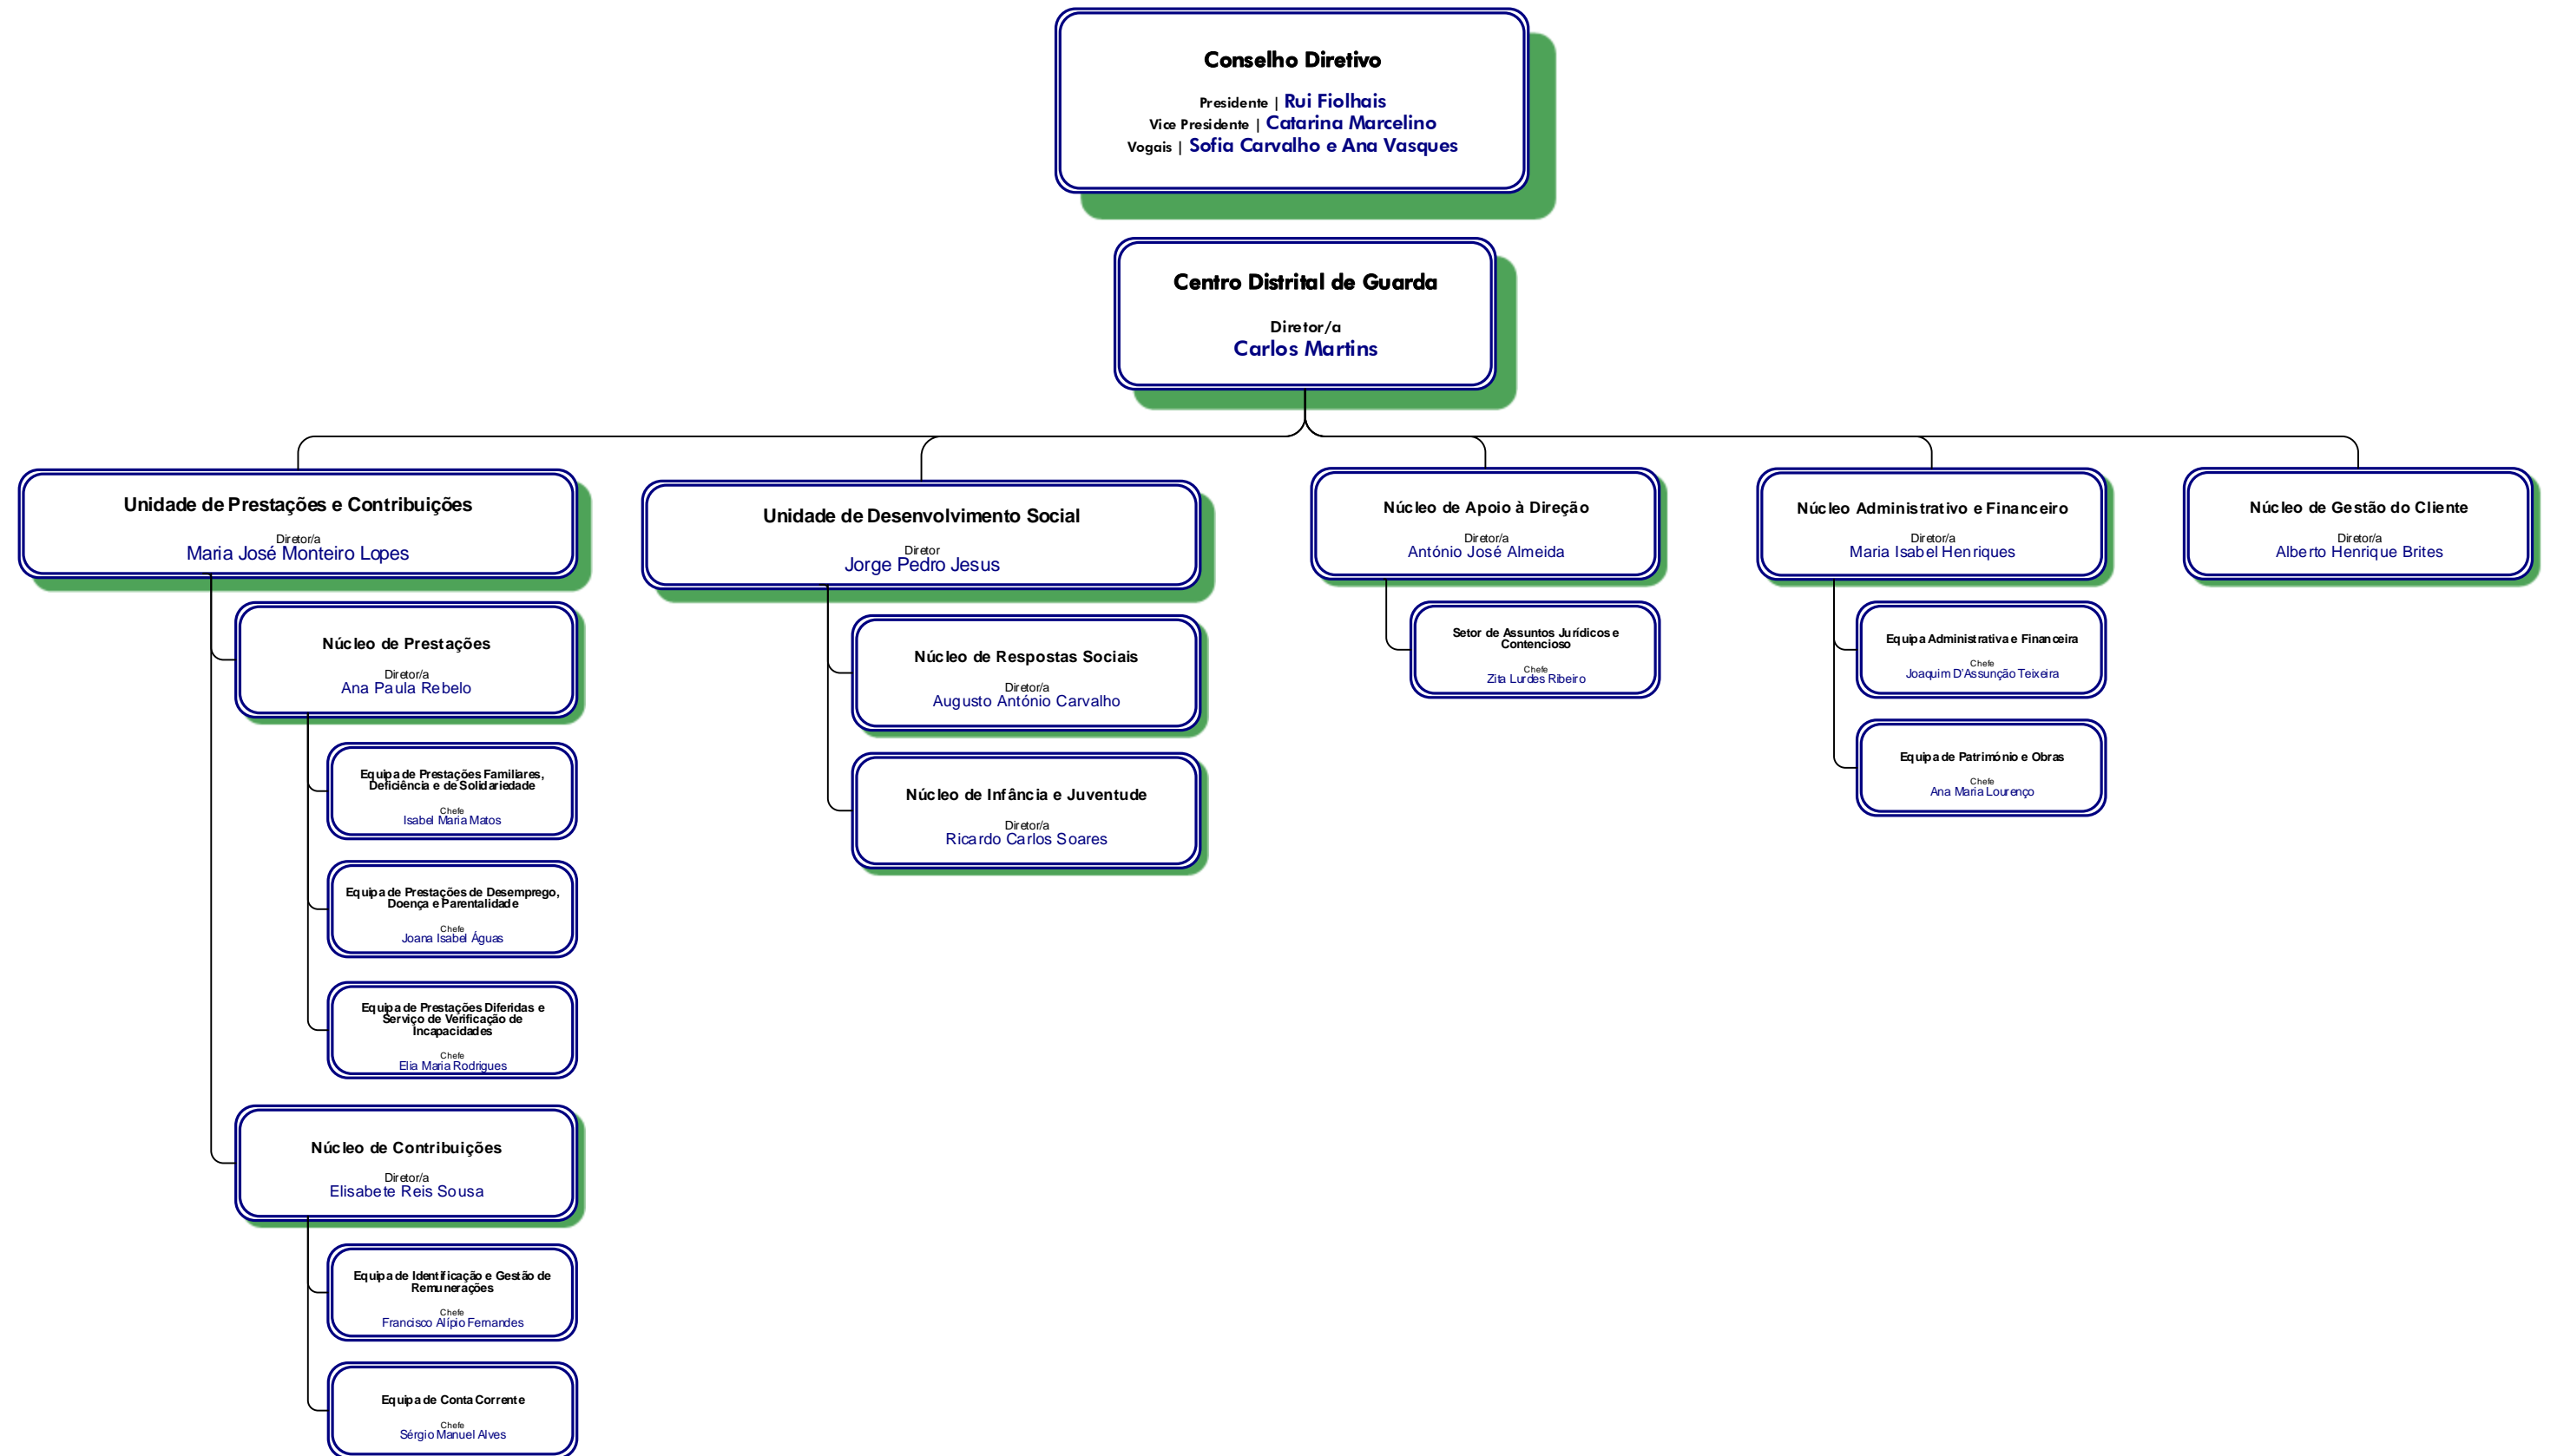 Conselho Diretivo
Presidente | Rui Fiolhais
Vice Presidente | Catarina Marcelino
Vogais | Sofia Carvalho e Ana Vasques
Centro Distrital de Guarda
Diretor/a
Carlos Martins
Unidade de Prestações e Contribuições
Diretor/a
Maria José Monteiro Lopes
Núcleo de Prestações
Diretor/a
Ana Paula Rebelo
Equipa de Prestações Familiares,
Deficiência e de Solidariedade
Chefe
Isabel Maria Matos
Equipa de Prestações de Desemprego,
Doença e Parentalidade
Chefe
Joana Isabel Águas
Equipa de Prestações Diferidas e
Serviço de Verificação de
Incapacidades
Chefe
Elia Maria Rodrigues
Núcleo de Contribuições
Diretor/a
Elisabete Reis Sousa
Equipa de Identificação e Gestão de
Remunerações
Chefe
Francisco Alípio Fernandes
Equipa de Conta Corrente
Chefe
Sérgio Manuel Alves
Unidade de Desenvolvimento Social
Diretor
Jorge Pedro Jesus
Núcleo de Respostas Sociais
Diretor/a
Augusto António Carvalho
Núcleo de Infância e Juventude
Diretor/a
Ricardo Carlos Soares
Núcleo de Apoio à Direção
Diretor/a
António José Almeida
Setor de Assuntos Jurídicos e
Contencioso
Chefe
Zita Lurdes Ribeiro
Núcleo Administrativo e Financeiro
Diretor/a
Maria Isabel Henriques
Equipa Administrativa e Financeira
Chefe
Joaquim D'Assunção Teixeira
Equipa de Património e Obras
Chefe
Ana Maria Lourenço
Núcleo de Gestão do Cliente
Diretor/a
Alberto Henrique Brites